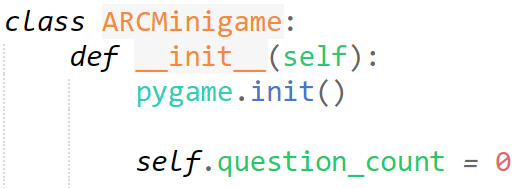 class ARCMinigame:
    def __init__(self):
        pygame.init()

        self.question_count = 0